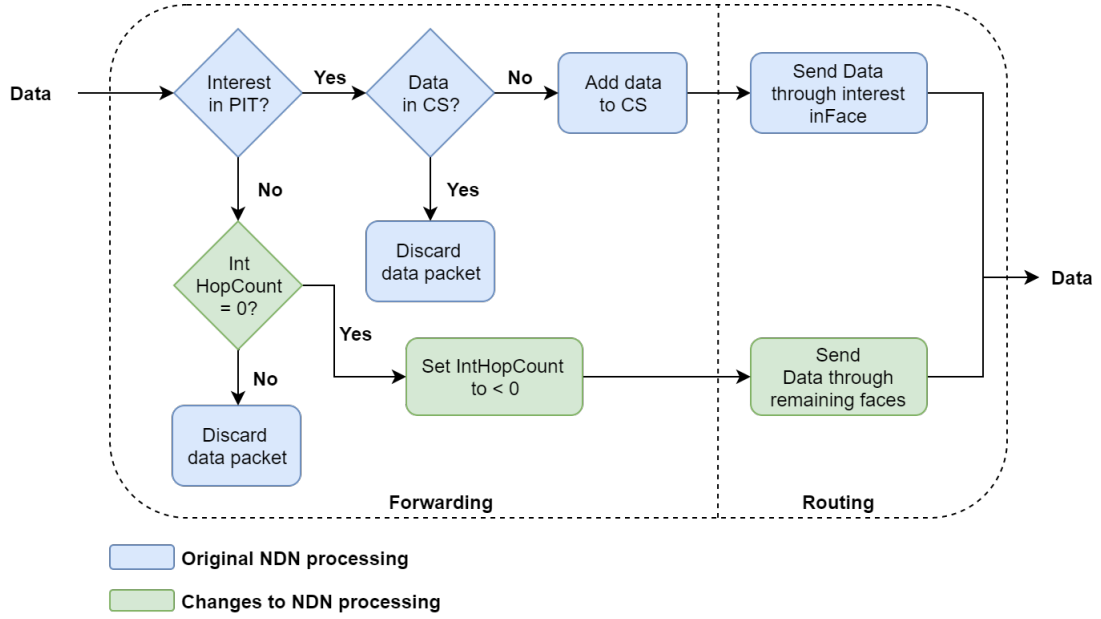 Data
Interest
in PIT?
Yes
Data
in CS?
No
Add data
to CS
Send Data
through interest
inFace
No
Yes
Discard
data packet
Int
HopCount
= 0?
Yes
Set IntHopCount
to < 0
Send
Data through
remaining faces
Data
No
Discard
data packet
Forwarding
Routing
Original NDN processing
Changes to NDN processing